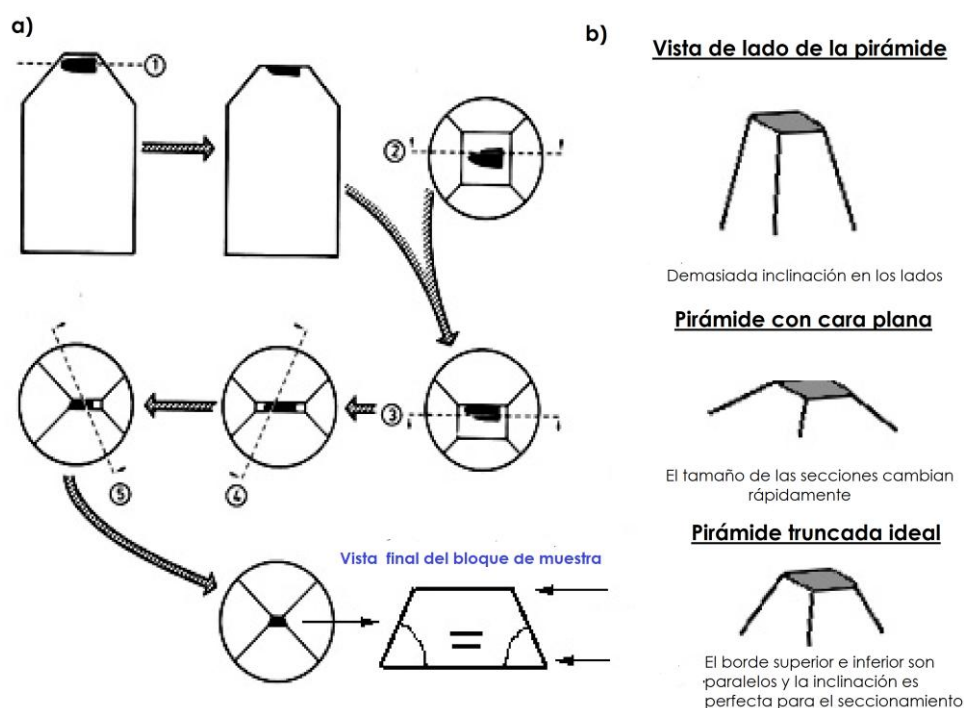 a)
①
②
③
④
⑤
Vista final del bloque de muestra
b)
Vista de lado de la pirámide
Demasiada inclinación en los lados
Pirámide con cara plana
El tamaño de las secciones cambian
rápidamente
Pirámide truncada ideal
El borde superior e inferior son
paralelos y la inclinación es
perfecta para el seccionamiento